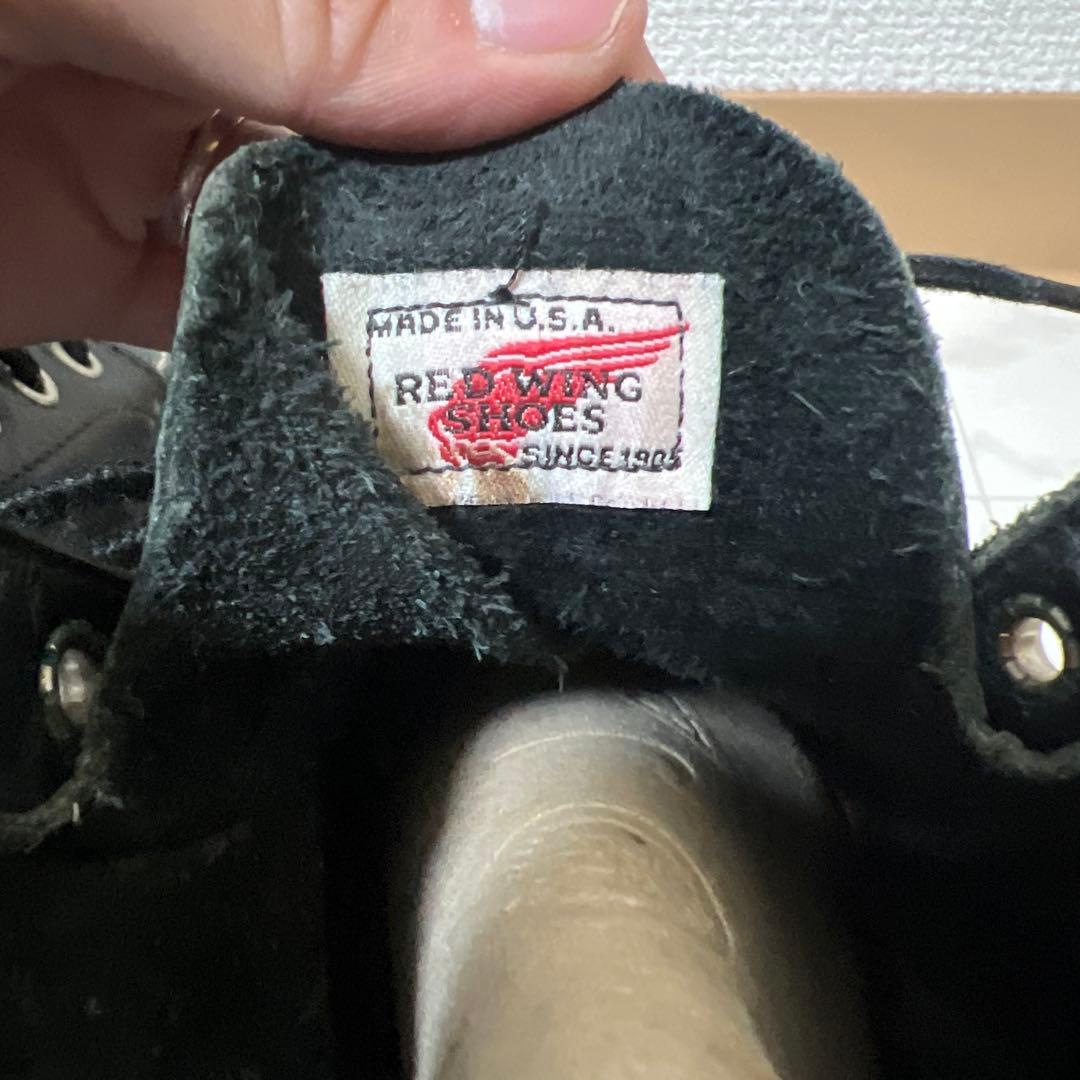 MADE IN U.S.A.
RED WING
SHOES
SINCE 1905